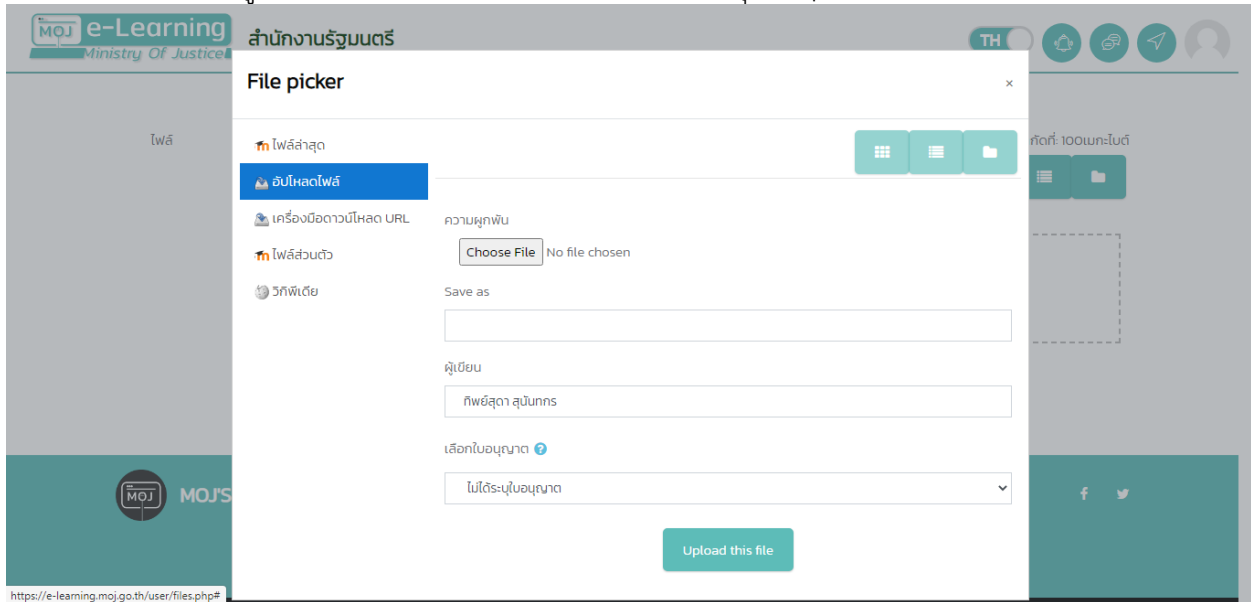 MOJ e-Learning
Ministry Of Justice
สำนักงานรัฐมนตรี
TH
File picker
×
ไฟล์
ไฟล์ล่าสุด
กัดที่: 100เมกะไบต์
อัปโหลดไฟล์
เครื่องมือดาวน์โหลด URL
ความผูกพัน
Choose File No file chosen
ไฟล์ส่วนตัว
วิกิพีเดีย
Save as
ผู้เขียน
ทิพย์สุดา สุนันทกร
เลือกใบอนุญาต
ไม่ได้ระบุใบอนุญาต
MOJ MOJ'S
Upload this file
https://e-learning.moj.go.th/user/files.php#